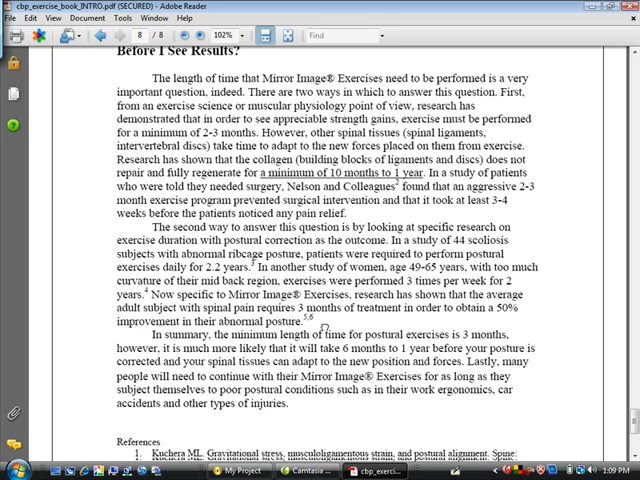 cbp_exercise_book_INTRO.pdf (SECURED) - Adobe Reader
File Edit View Document Tools Window Help
8 / 8 102% Find
Before I See Results?
The length of time that Mirror Image® Exercises need to be performed is a very
important question, indeed. There are two ways in which to answer this question. First,
from an exercise science or muscular physiology point of view, research has
demonstrated that in order to see appreciable strength gains, exercise must be performed
for a minimum of 2-3 months. However, other spinal tissues (spinal ligaments,
intervertebral discs) take time to adapt to the new forces placed on them from exercise.
Research has shown that the collagen (building blocks of ligaments and discs) does not
repair and fully regenerate for a minimum of 10 months to 1 year. In a study of patients
who were told they needed surgery, Nelson and Colleagues2 found that an aggressive 2-3
month exercise program prevented surgical intervention and that it took at least 3-4
weeks before the patients noticed any pain relief.
The second way to answer this question is by looking at specific research on
exercise duration with postural correction as the outcome. In a study of 44 scoliosis
subjects with abnormal ribcage posture, patients were required to perform postural
exercises daily for 2.2 years.3 In another study of women, age 49-65 years, with too much
curvature of their mid back region, exercises were performed 3 times per week for 2
years.4 Now specific to Mirror Image® Exercises, research has shown that the average
adult subject with spinal pain requires 3 months of treatment in order to obtain a 50%
improvement in their abnormal posture.5,6
In summary, the minimum length of time for postural exercises is 3 months,
however, it is much more likely that it will take 6 months to 1 year before your posture is
corrected and your spinal tissues can adapt to the new position and forces. Lastly, many
people will need to continue with their Mirror Image® Exercises for as long as they
subject themselves to poor postural conditions such as in their work ergonomics, car
accidents and other types of injuries.
References
1. Kuchera ML. Gravitational stress, musculoligamentous strain, and postural alignment. Spine:
My Project Camtasia ... cbp_exerci... 1:09 PM